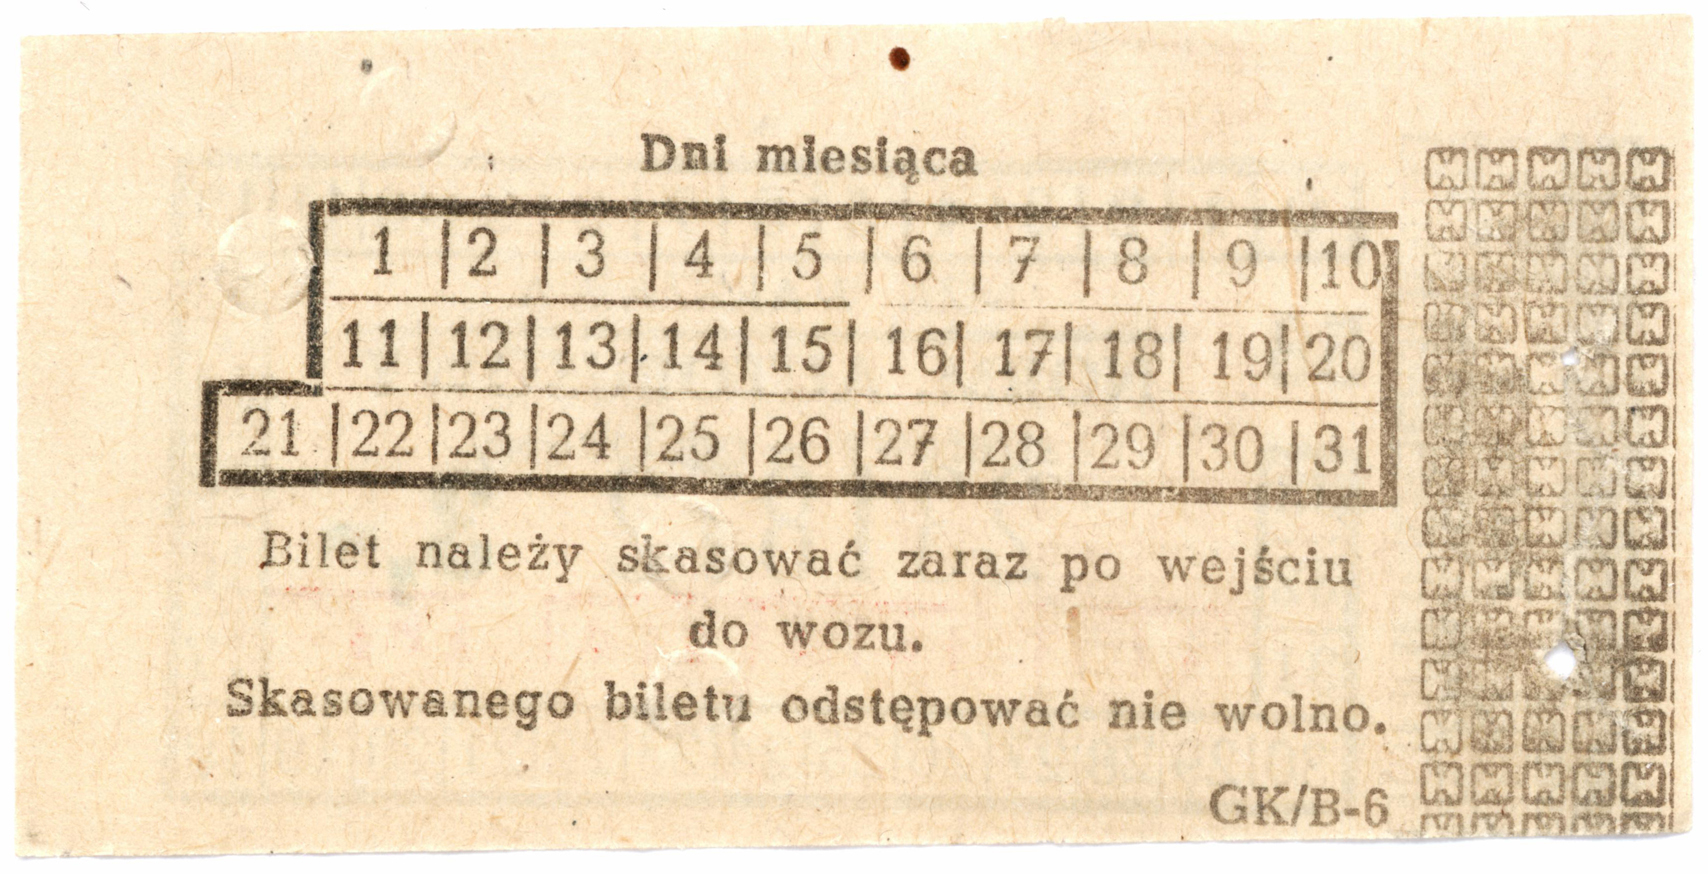 Dni miesiąca
1 |2 |3 |4 |5 |6 |7 |8 |9 |10
11|12|13|14|15|16|17|18|19|20
21|22|23|24|25|26|27|28|29|30|31
Bilet należy skasować zaraz po wejściu
do wozu.
Skasowanego biletu odstępować nie wolno.
GK/B-6